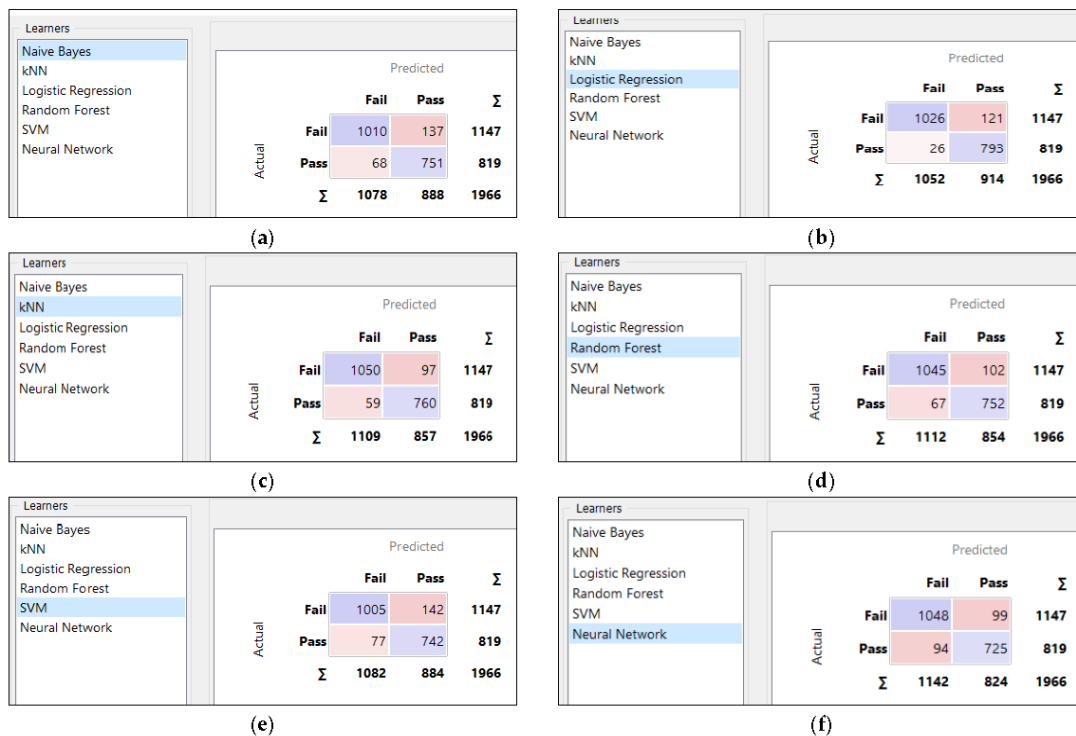 Learners
Naive Bayes
kNN
Logistic Regression
Random Forest
SVM
Neural Network
Predicted
Fail Pass Σ
Fail 1010 137 1147
Actual
Pass 68 751 819
Σ 1078 888 1966
(a)
Learners
Naive Bayes
kNN
Logistic Regression
Random Forest
SVM
Neural Network
Predicted
Fail Pass Σ
Fail 1026 121 1147
Actual
Pass 26 793 819
Σ 1052 914 1966
(b)
Learners
Naive Bayes
kNN
Logistic Regression
Random Forest
SVM
Neural Network
Predicted
Fail Pass Σ
Fail 1050 97 1147
Actual
Pass 59 760 819
Σ 1109 857 1966
(c)
Learners
Naive Bayes
kNN
Logistic Regression
Random Forest
SVM
Neural Network
Predicted
Fail Pass Σ
Fail 1045 102 1147
Actual
Pass 67 752 819
Σ 1112 854 1966
(d)
Learners
Naive Bayes
kNN
Logistic Regression
Random Forest
SVM
Neural Network
Predicted
Fail Pass Σ
Fail 1005 142 1147
Actual
Pass 77 742 819
Σ 1082 884 1966
(e)
Learners
Naive Bayes
kNN
Logistic Regression
Random Forest
SVM
Neural Network
Predicted
Fail Pass Σ
Fail 1048 99 1147
Actual
Pass 94 725 819
Σ 1142 824 1966
(f)